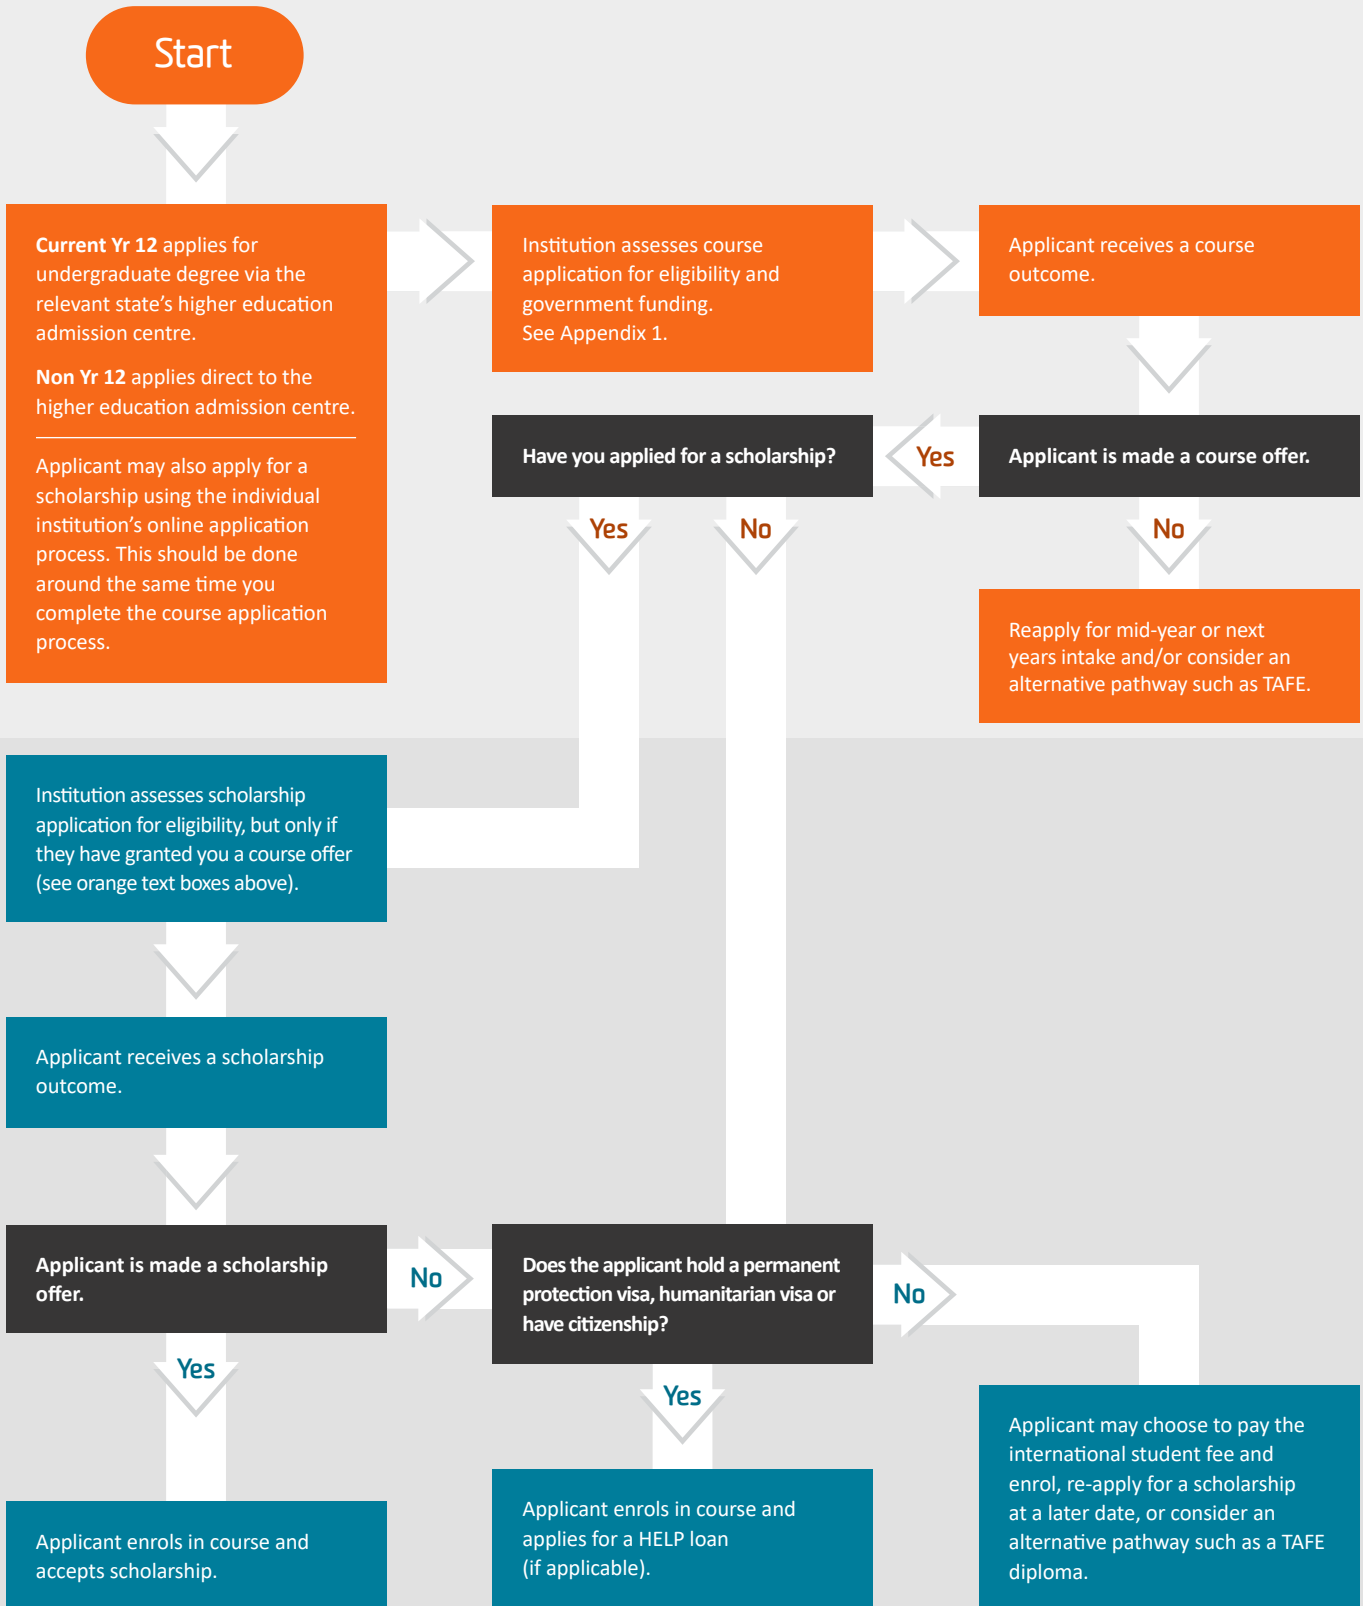 Start
Current Yr 12 applies for
undergraduate degree via the
relevant state's higher education
admission centre.
Non Yr 12 applies direct to the
higher education admission centre.
Applicant may also apply for a
scholarship using the individual
institution's online application
process. This should be done
around the same time you
complete the course application
process.
Institution assesses course
application for eligibility and
government funding.
See Appendix 1.
Applicant receives a course
outcome.
Applicant is made a course offer.
Yes
No
Have you applied for a scholarship?
Yes
No
Reapply for mid-year or next
years intake and/or consider an
alternative pathway such as TAFE.
Institution assesses scholarship
application for eligibility, but only if
they have granted you a course offer
(see orange text boxes above).
Applicant receives a scholarship
outcome.
Applicant is made a scholarship
offer.
No
Yes
Does the applicant hold a permanent
protection visa, humanitarian visa or
have citizenship?
No
Yes
Applicant enrols in course and
accepts scholarship.
Applicant enrols in course and
applies for a HELP loan
(if applicable).
Applicant may choose to pay the
international student fee and
enrol, re-apply for a scholarship
at a later date, or consider an
alternative pathway such as a TAFE
diploma.